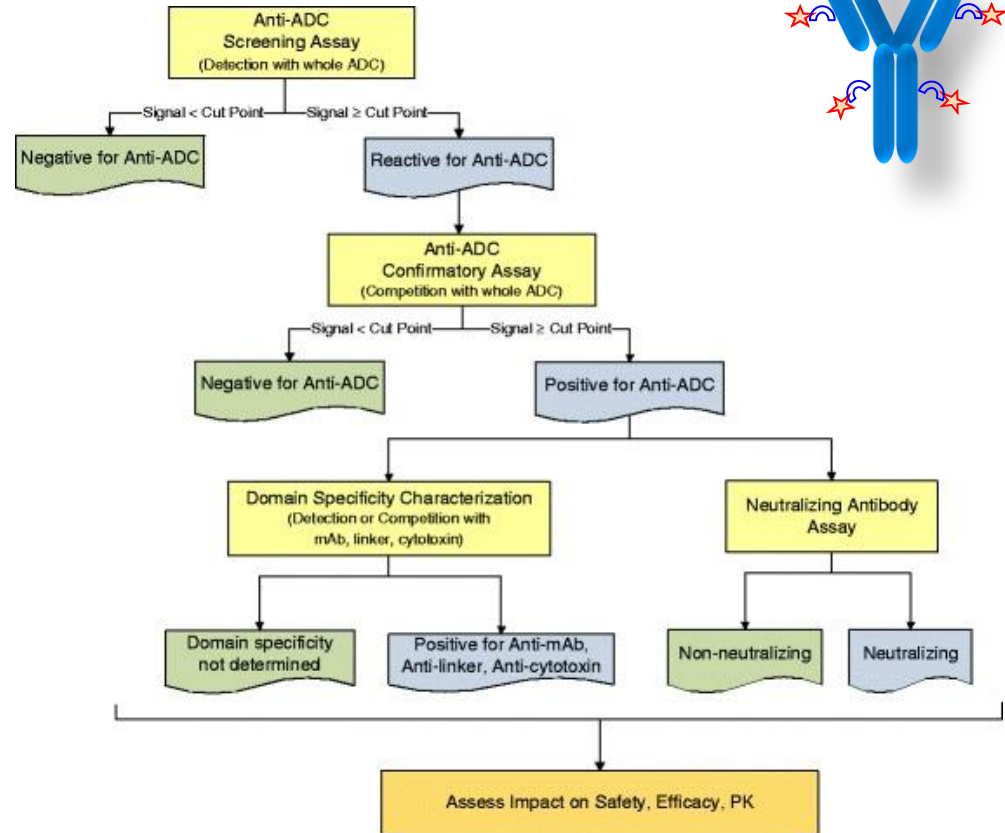 Anti-ADC
Screening Assay
(Detection with whole ADC)
Signal < Cut Point
Signal ≥ Cut Point
Negative for Anti-ADC
Reactive for Anti-ADC
Anti-ADC
Confirmatory Assay
(Competition with whole ADC)
Signal < Cut Point
Signal ≥ Cut Point
Negative for Anti-ADC
Positive for Anti-ADC
Domain Specificity Characterization
(Detection or Competition with
mAb, linker, cytotoxin)
Neutralizing Antibody
Assay
Domain specificity
not determined
Positive for Anti-mAb,
Anti-linker, Anti-cytotoxin
Non-neutralizing
Neutralizing
Assess Impact on Safety, Efficacy, PK